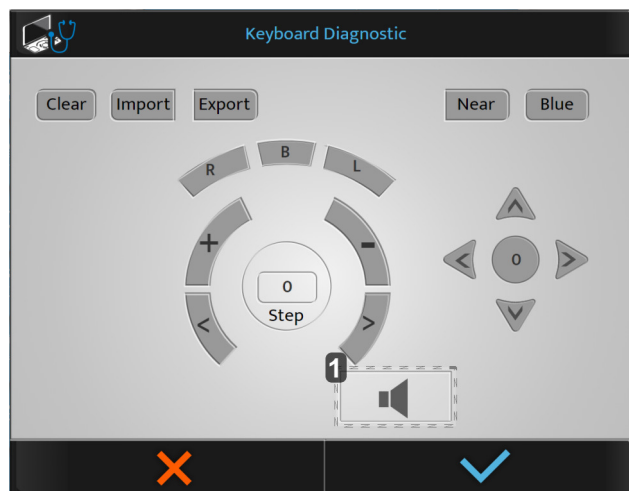 Keyboard Diagnostic
Clear Import Export Near Blue
R B L
+ -
0 0
Step
< >
1